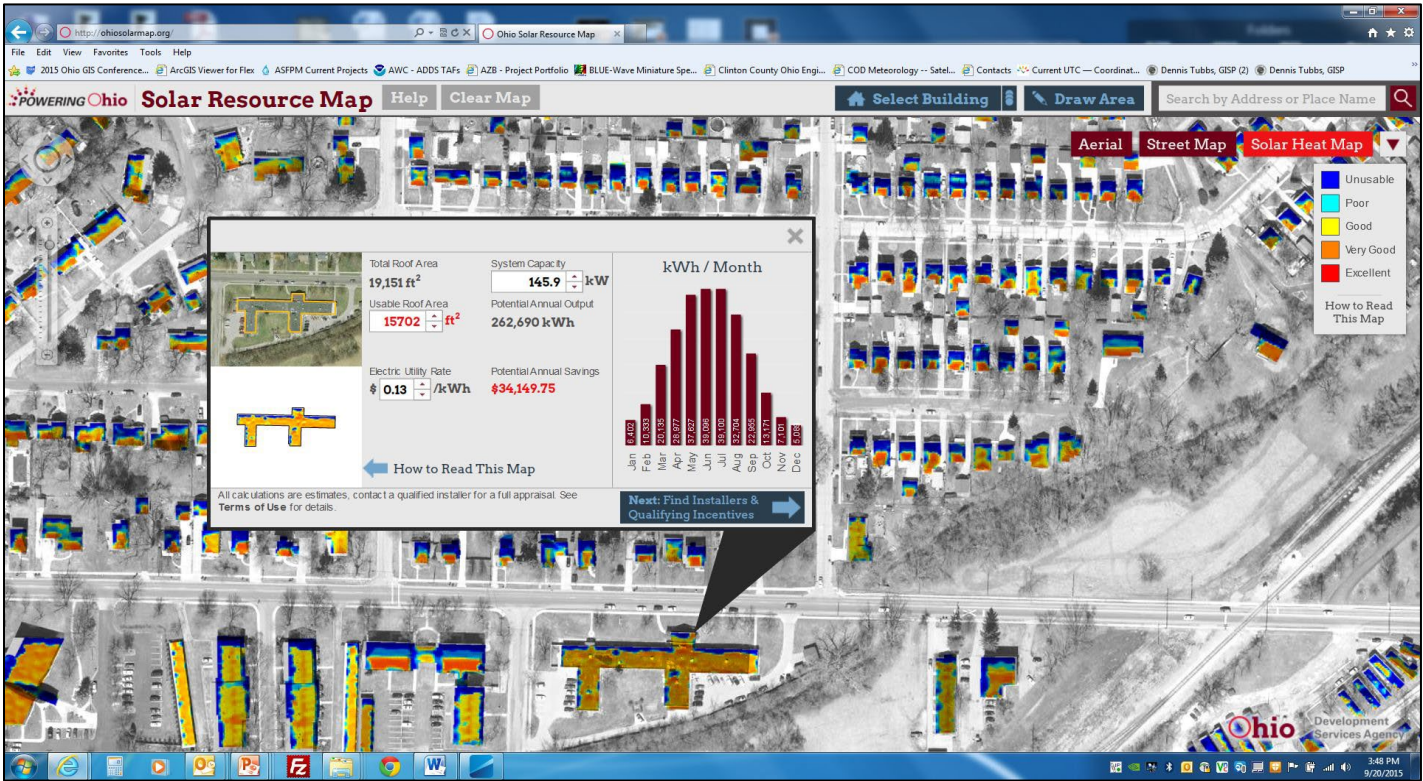 http://ohiosolarmap.org/
Ohio Solar Resource Map
File Edit View Favorites Tools Help
2015 Ohio GIS Conference... ArcGIS Viewer for Flex ASFPM Current Projects AWC - ADDS TAFs AZB - Project Portfolio BLUE-Wave Miniature Spe... Clinton County Ohio Engi... COD Meteorology -- Satel... Contacts Current UTC — Coordinat... Dennis Tubbs, GISP (2) Dennis Tubbs, GISP
POWERING Ohio Solar Resource Map Help Clear Map Select Building Draw Area Search by Address or Place Name
Aerial Street Map Solar Heat Map
Unusable
Poor
Good
Very Good
Excellent
How to Read
This Map
Total Roof Area
19,151 ft²
System Capacity
145.9 kW
Usable Roof Area
15702 ft²
Potential Annual Output
262,690 kWh
Electric Utility Rate
$ 0.13 /kWh
Potential Annual Savings
$34,149.75
How to Read This Map
kWh / Month
6,402 10,333 20,135 28,977 37,627 39,096 39,100 32,704 22,955 13,171 7,101
Jan Feb Mar Apr May Jun Jul Aug Sep Oct Nov Dec
All calculations are estimates, contact a qualified installer for a full appraisal. See
Terms of Use for details.
Next: Find Installers &
Qualifying Incentives
Ohio Development
Services Agency
3:48 PM
9/20/2015